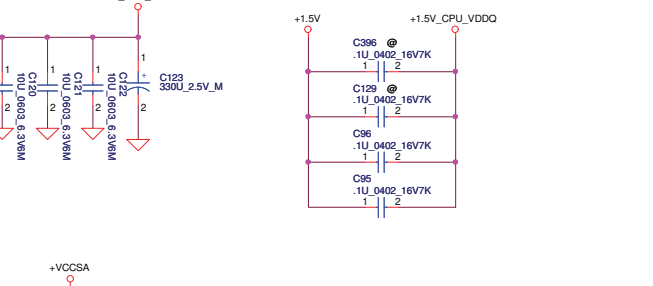 +1.5V
+1.5V_CPU_VDDQ
C396 @
.1U_0402_16V7K
1 2
C129 @
.1U_0402_16V7K
1 2
C96
.1U_0402_16V7K
1 2
C95
.1U_0402_16V7K
1 2
1
2
10U_0603_6.3V6M
C120
1
2
10U_0603_6.3V6M
C121
1
2
10U_0603_6.3V6M
C122
1
+
2
C123
330U_2.5V_M
+VCCSA